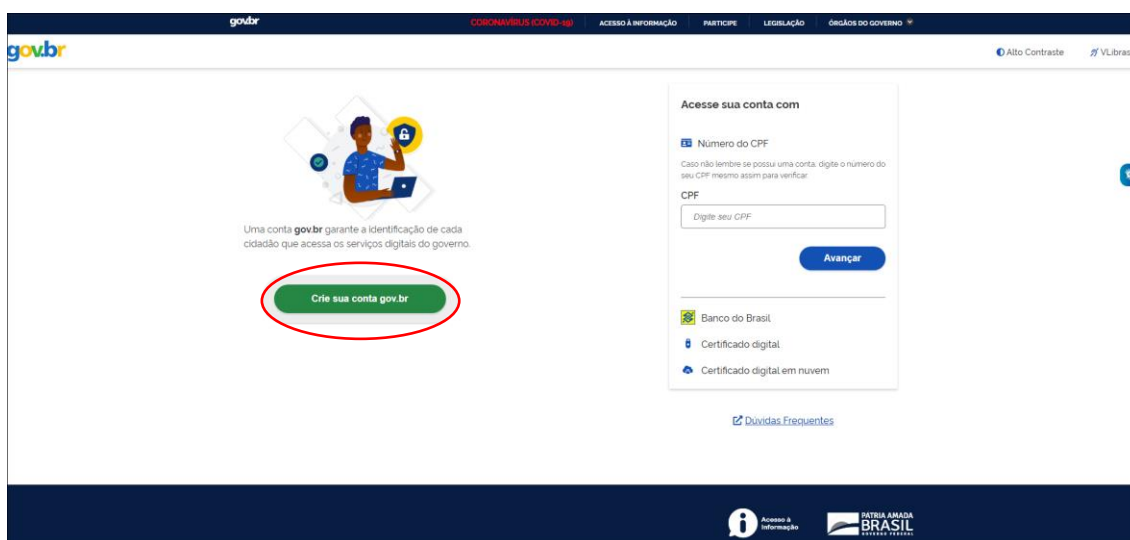 govbr
CORONAVÍRUS (COVID-19)
ACESSO À INFORMAÇÃO
PARTICIPE
LEGISLAÇÃO
ÓRGÃOS DO GOVERNO
gov.br
Alto Contraste
VLibras
Uma conta gov.br garante a identificação de cada
cidadão que acessa os serviços digitais do governo.
Crie sua conta gov.br
Acesse sua conta com
Número do CPF
Caso não lembre se possui uma conta, digite o numero do
seu CPF mesmo assim para verificar.
CPF
Digite seu CPF
Avançar
Banco do Brasil
Certificado digital
Certificado digital em nuvem
Dúvidas Frequentes
Acesso à
Informação
PÁTRIA AMADA
BRASIL
GOVERNO FEDERAL